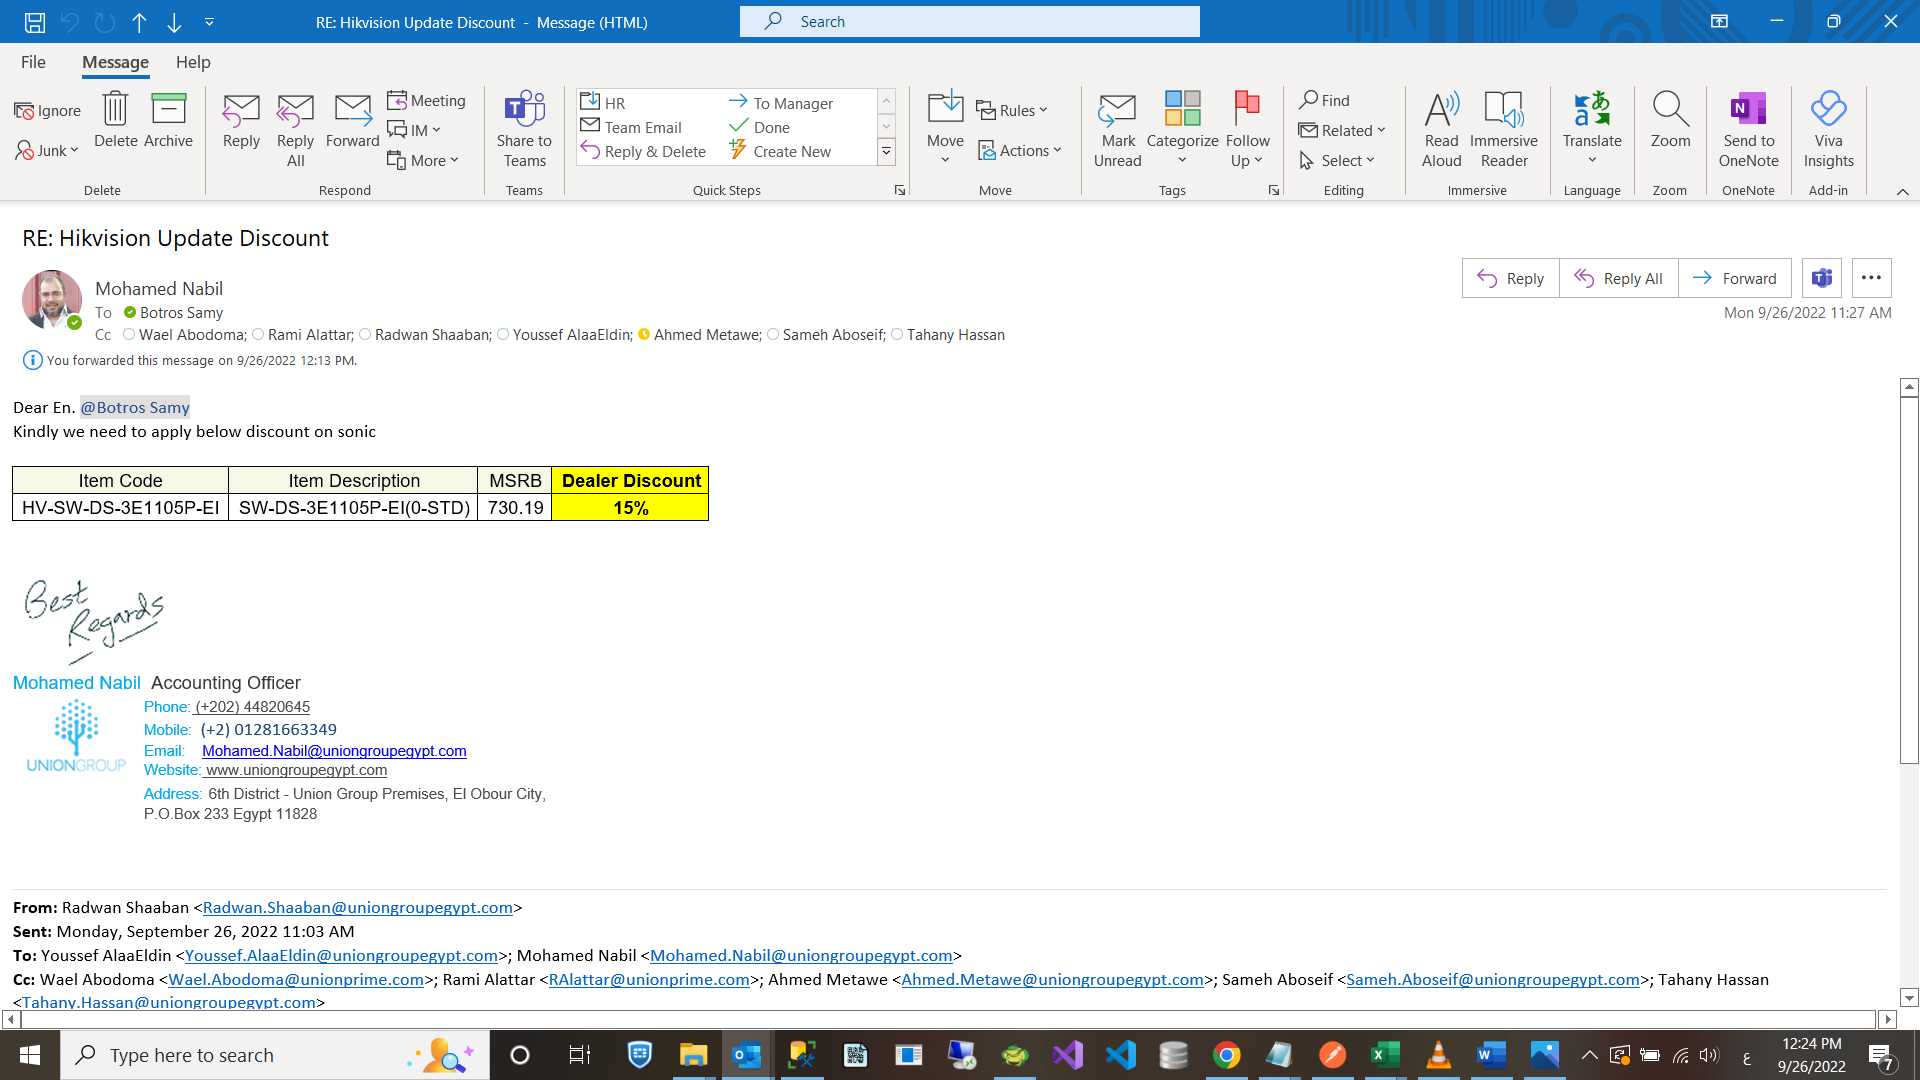 RE: Hikvision Update Discount  -  Message (HTML)
Search
File
Message
Help
Ignore
Junk
Delete
Archive
Delete
Reply
Reply All
Forward
Meeting
IM
More
Respond
Share to Teams
Teams
HR
To Manager
Team Email
Done
Reply & Delete
Create New
Quick Steps
Move
Rules
Actions
Move
Mark Unread
Categorize
Follow Up
Tags
Find
Related
Select
Editing
Read Aloud
Immersive Reader
Immersive
Translate
Language
Zoom
Zoom
Send to OneNote
OneNote
Viva Insights
Add-in
RE: Hikvision Update Discount
Mohamed Nabil
To Botros Samy
Cc Wael Abodoma; Rami Alattar; Radwan Shaaban; Youssef AlaaEldin; Ahmed Metawe; Sameh Aboseif; Tahany Hassan
You forwarded this message on 9/26/2022 12:13 PM.
Reply
Reply All
Forward
Mon 9/26/2022 11:27 AM
Dear En. @Botros Samy
Kindly we need to apply below discount on sonic
Item Code Item Description MSRB Dealer Discount
HV-SW-DS-3E1105P-EI SW-DS-3E1105P-EI(0-STD) 730.19 15%
Best
Regards
Mohamed Nabil Accounting Officer
UNIONGROUP
Phone: (+202) 44820645
Mobile: (+2) 01281663349
Email: Mohamed.Nabil@uniongroupegypt.com
Website: www.uniongroupegypt.com
Address: 6th District - Union Group Premises, El Obour City,
P.O.Box 233 Egypt 11828
From: Radwan Shaaban <Radwan.Shaaban@uniongroupegypt.com>
Sent: Monday, September 26, 2022 11:03 AM
To: Youssef AlaaEldin <Youssef.AlaaEldin@uniongroupegypt.com>; Mohamed Nabil <Mohamed.Nabil@uniongroupegypt.com>
Cc: Wael Abodoma <Wael.Abodoma@unionprime.com>; Rami Alattar <RAlattar@unionprime.com>; Ahmed Metawe <Ahmed.Metawe@uniongroupegypt.com>; Sameh Aboseif <Sameh.Aboseif@uniongroupegypt.com>; Tahany Hassan
<Tahany.Hassan@uniongroupegypt.com>
Type here to search
ع
12:24 PM
9/26/2022
7